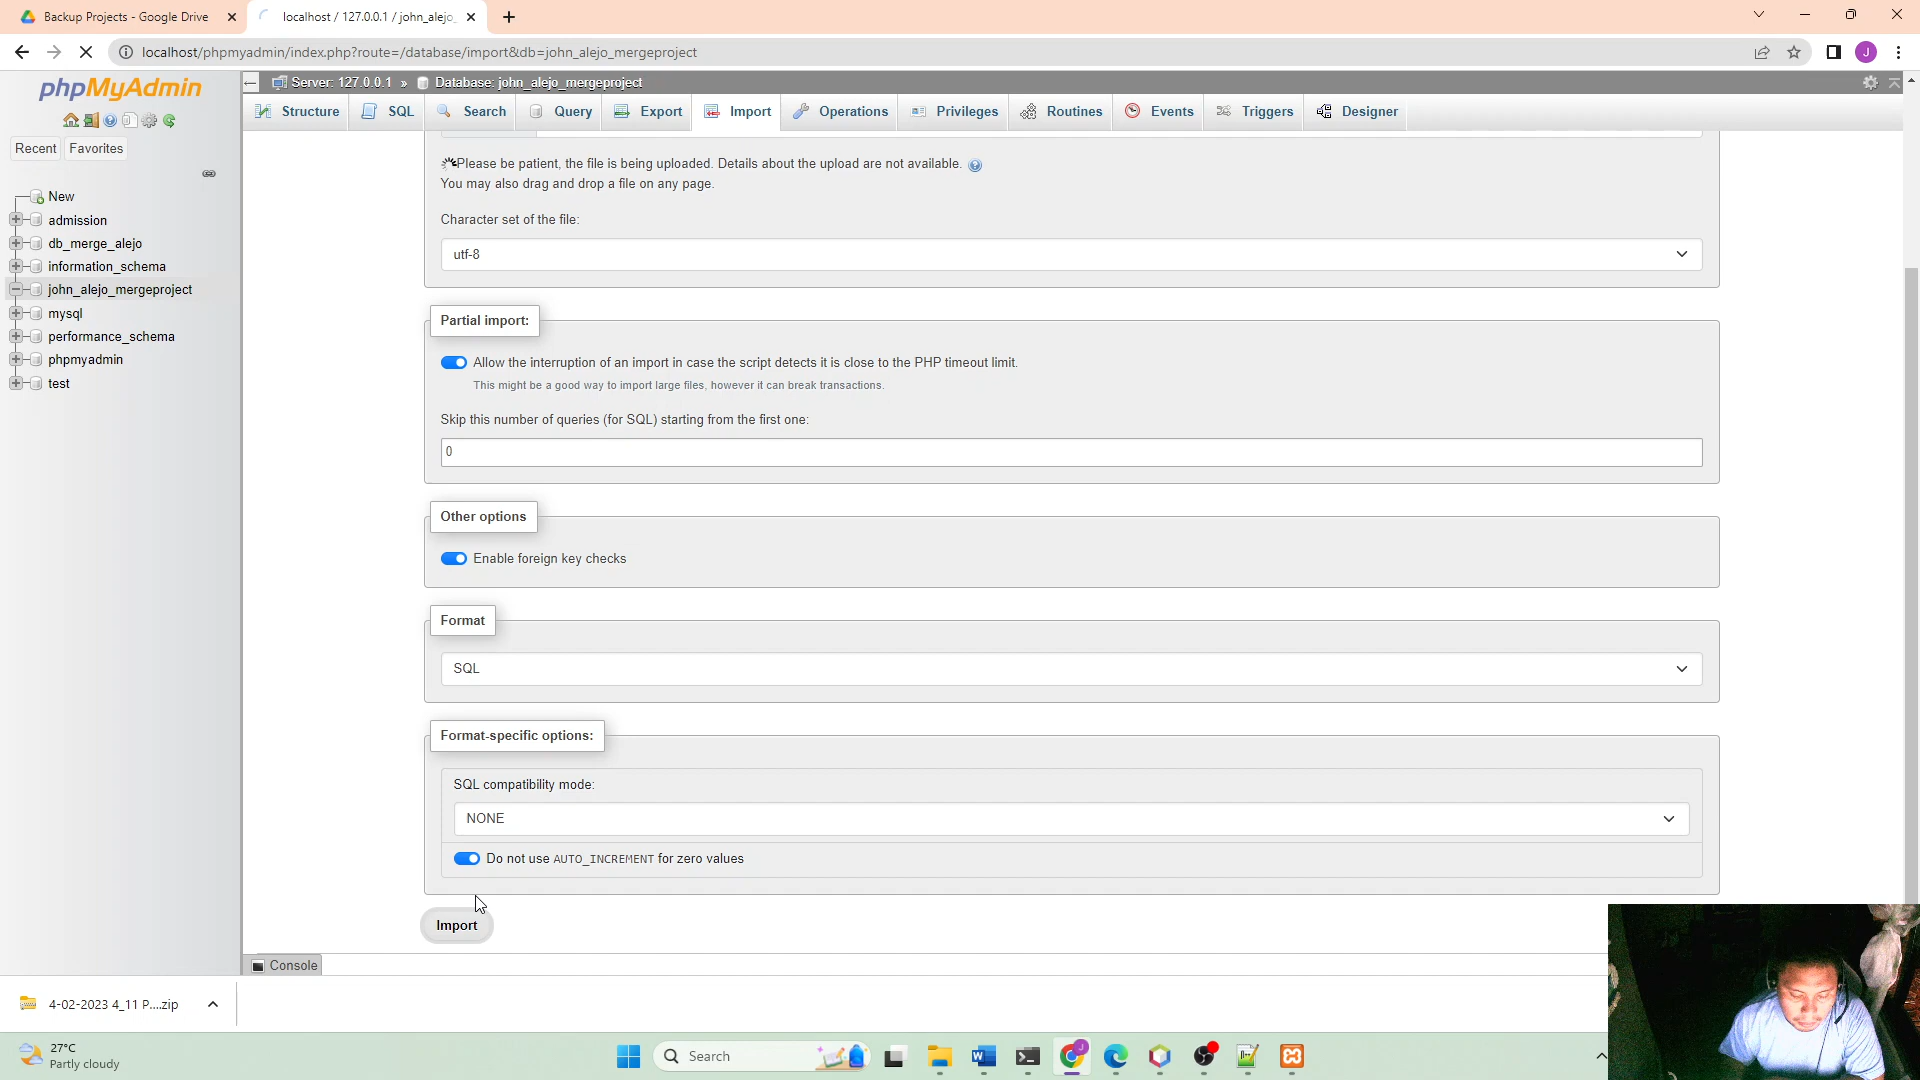 Backup Projects - Google Drive
localhost / 127.0.0.1 / john_alejo_
localhost/phpmyadmin/index.php?route=/database/import&db=john_alejo_mergeproject
J
phpMyAdmin
Server: 127.0.0.1 » Database: john_alejo_mergeproject
Structure
SQL
Search
Query
Export
Import
Operations
Privileges
Routines
Events
Triggers
Designer
Recent
Favorites
New
admission
db_merge_alejo
information_schema
john_alejo_mergeproject
mysql
performance_schema
phpmyadmin
test
Please be patient, the file is being uploaded. Details about the upload are not available.
You may also drag and drop a file on any page.
Character set of the file:
utf-8
Partial import:
Allow the interruption of an import in case the script detects it is close to the PHP timeout limit.
This might be a good way to import large files, however it can break transactions.
Skip this number of queries (for SQL) starting from the first one:
0
Other options
Enable foreign key checks
Format
SQL
Format-specific options:
SQL compatibility mode:
NONE
Do not use AUTO_INCREMENT for zero values
Import
Console
4-02-2023 4_11 P....zip
27°C
Partly cloudy
Search